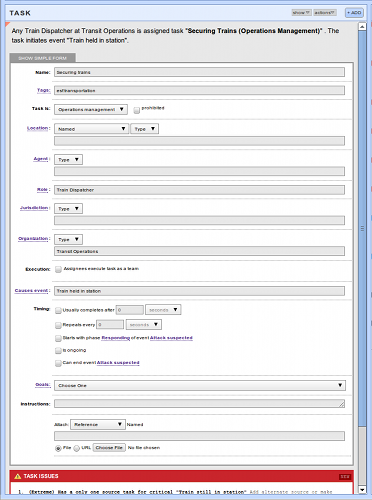 TASK
show
actions
+ ADD
Any Train Dispatcher at Transit Operations is assigned task "Securing Trains (Operations Management)" . The
task initiates event "Train held in station".
SHOW SIMPLE FORM
Name: Securing trains
Tags: esf\transportation
Task is: Operations management ▼ prohibited
Location: Named ▼ Type ▼
Agent: Type ▼
Role: Train Dispatcher
Jurisdiction: Type ▼
Organization: Type ▼
Transit Operations
Execution: Assignees execute task as a team
Causes event: Train held in station
Timing: Usually completes after 0 seconds ▼
Repeats every 0 seconds ▼
Starts with phase Responding of event Attack suspected
Is ongoing
Can end event Attack suspected
Goals: Choose One ▼
Instructions:
Attach: Reference ▼ Named
File URL Choose File No file chosen
TASK ISSUES
1. (Extreme) Has a only one source task for critical "Train still in station" Add alternate source or make